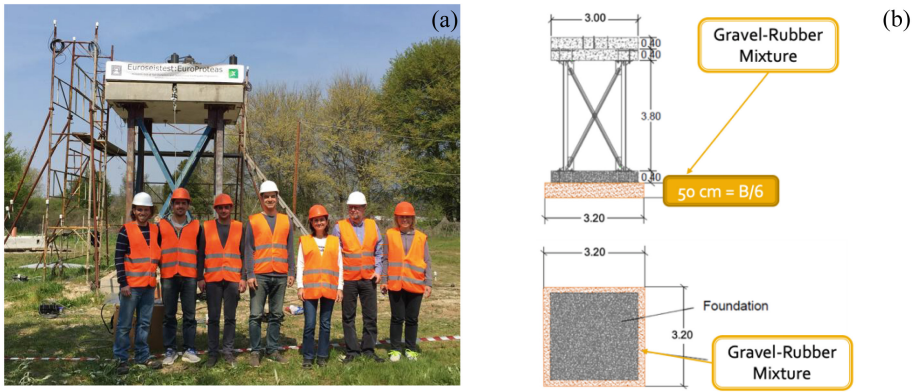 (a)
Euroseistest:EuroProteas
(b)
3.00
Gravel-Rubber
Mixture
0.40
0.40
3.80
0.40
50 cm = B/6
3.20
3.20
Foundation
3.20
Gravel-Rubber
Mixture